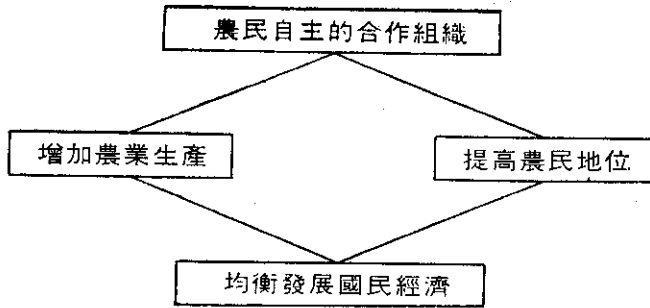 農民自主的合作組織
增加農業生產
提高農民地位
均衡發展國民經濟